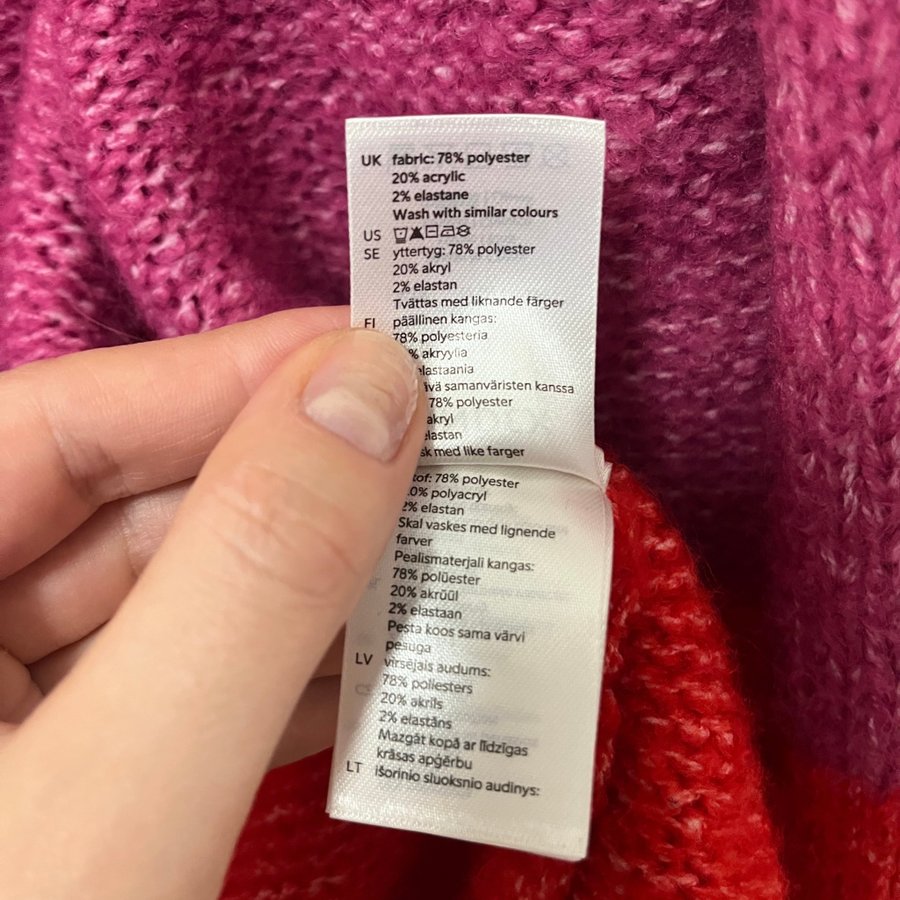 UK fabric: 78% polyester
20% acrylic
2% elastane
Wash with similar colours
US
SE yttertyg: 78% polyester
20% akryl
2% elastan
Tvättas med liknande färger
FI päällinen kangas:
78% polyesteria
% akryylia
elastaania
samanväristen kanssa
78% polyester
akryl
elastan
med like farger
78% polyester
polyacryl
2% elastan
Skal vaskes med lignende
farver
Pealismaterjali kangas:
78% polüester
20% akrüül
2% elastaan
Pesta koos sama värvi
pesuga
LV virsējais audums:
78% poliesters
20% akrils
2% elastāns
Mazgāt kopā ar līdzīgas
krāsas apģērbu
LT išorinio sluoksnio audinys: